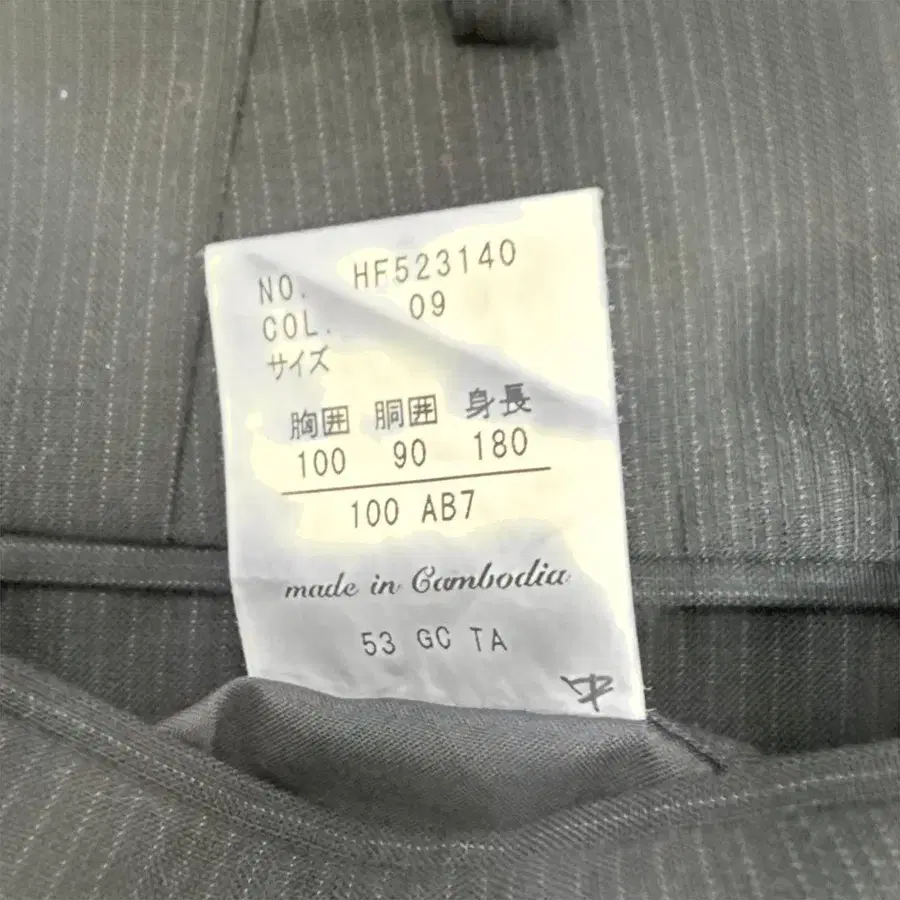 NO. HF523140
COL. 09
サイズ
胸囲 胴囲 身長
100 90 180
100 AB7
made in Cambodia
53 GC TA